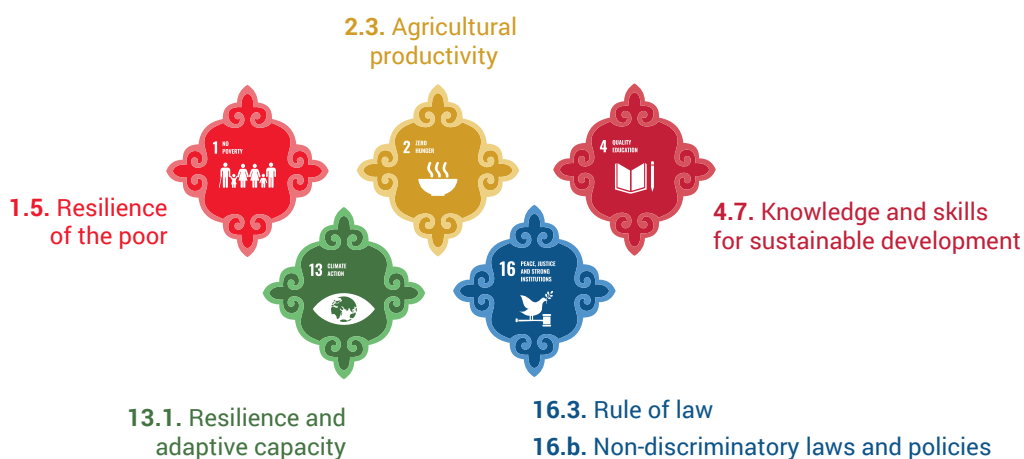 2.3. Agricultural
productivity
1 NO
POVERTY
2 ZERO
HUNGER
4 QUALITY
EDUCATION
1.5. Resilience
of the poor
4.7. Knowledge and skills
for sustainable development
13 CLIMATE
ACTION
16 PEACE, JUSTICE
AND STRONG
INSTITUTIONS
13.1. Resilience and
adaptive capacity
16.3. Rule of law
16.b. Non-discriminatory laws and policies